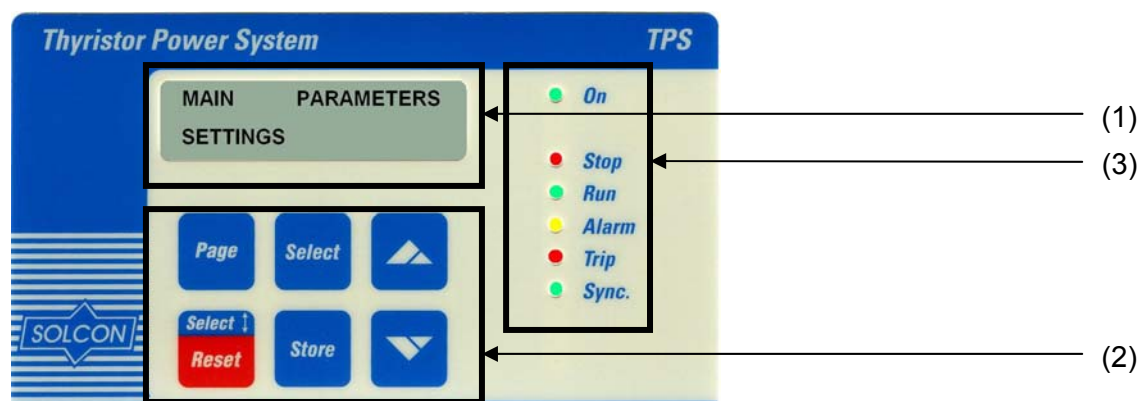 Thyristor Power System TPS
MAIN PARAMETERS
SETTINGS
On
Stop
Run
Alarm
Trip
Sync.
(1)
(3)
Page Select
Select ↕
Reset Store
SOLCON
(2)